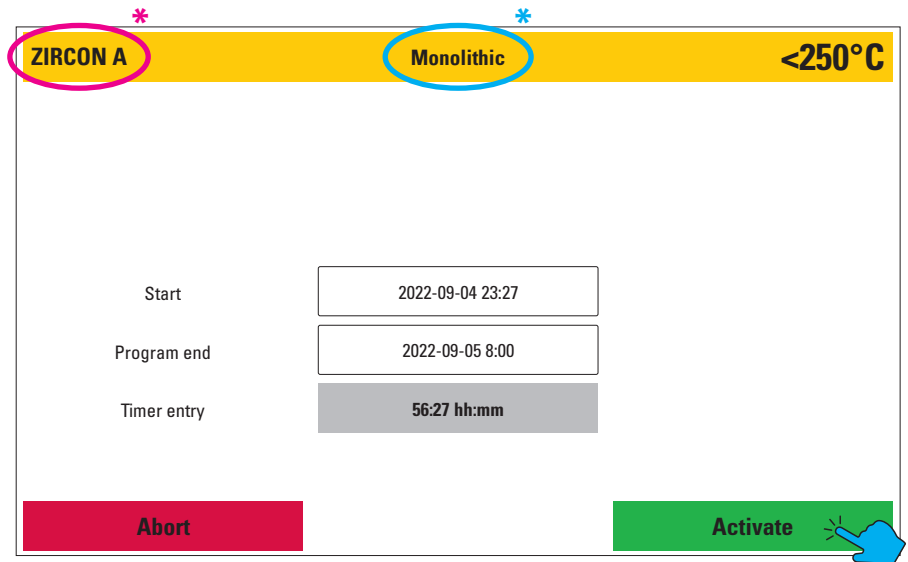 * *
ZIRCON A Monolithic <250°C
Start 2022-09-04 23:27
Program end 2022-09-05 8:00
Timer entry 56:27 hh:mm
Abort Activate